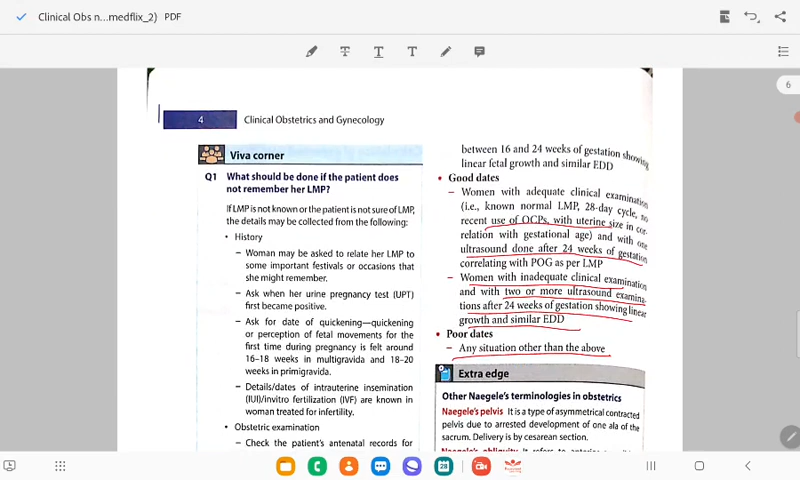 Clinical Obs n...medflix_2) PDF
6
4 Clinical Obstetrics and Gynecology
Viva corner
Q1 What should be done if the patient does
not remember her LMP?
If LMP is not known or the patient is not sure of LMP,
the details may be collected from the following:
• History
– Woman may be asked to relate her LMP to
some important festivals or occasions that
she might remember.
– Ask when her urine pregnancy test (UPT)
first became positive.
– Ask for date of quickening—quickening
or perception of fetal movements for the
first time during pregnancy is felt around
16–18 weeks in multigravida and 18–20
weeks in primigravida.
– Details/dates of intrauterine insemination
(IUI)/invitro fertilization (IVF) are known in
woman treated for infertility.
• Obstetric examination
– Check the patient's antenatal records for
between 16 and 24 weeks of gestation showing
linear fetal growth and similar EDD
• Good dates
– Women with adequate clinical examination
(i.e., known normal LMP, 28-day cycle, no
recent use of OCPs, with uterine size in cor-
relation with gestational age) and with one
ultrasound done after 24 weeks of gestation
correlating with POG as per LMP
– Women with inadequate clinical examination
and with two or more ultrasound examina-
tions after 24 weeks of gestation showing linear
growth and similar EDD
• Poor dates
– Any situation other than the above
Extra edge
Other Naegele's terminologies in obstetrics
Naegele's pelvis It is a type of asymmetrical contracted
pelvis due to arrested development of one ala of the
sacrum. Delivery is by cesarean section.
28